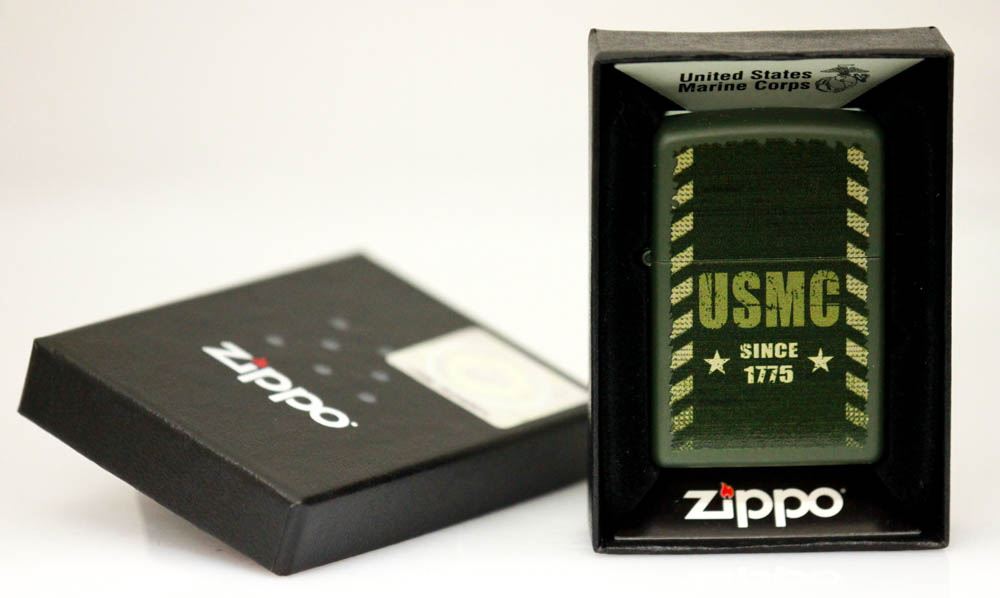 United States
Marine Corps
USMC
SINCE
1775
zippo
zippo